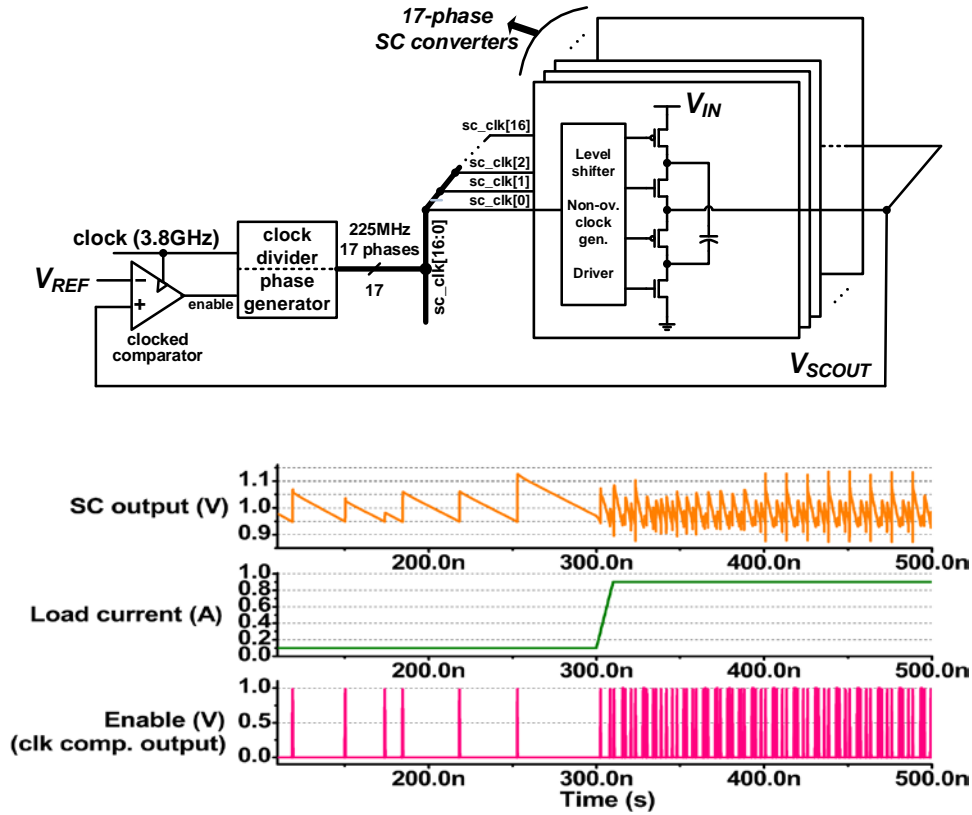 17-phase
SC converters
V_IN
sc_clk[16]
sc_clk[2]
sc_clk[1]
sc_clk[0]
Level
shifter
Non-ov.
clock
gen.
Driver
clock (3.8GHz)
V_REF
−
+
clocked
comparator
enable
clock
divider
phase
generator
225MHz
17 phases
17
sc_clk[16:0]
V_SCOUT
SC output (V)
1.1
1.0
0.9
200.0n 300.0n 400.0n 500.0n
Load current (A)
0.8
0.6
0.4
0.2
0.0
200.0n 300.0n 400.0n 500.0n
Enable (V)
(clk comp. output)
1.0
0.5
0.0
200.0n 300.0n 400.0n 500.0n
Time (s)